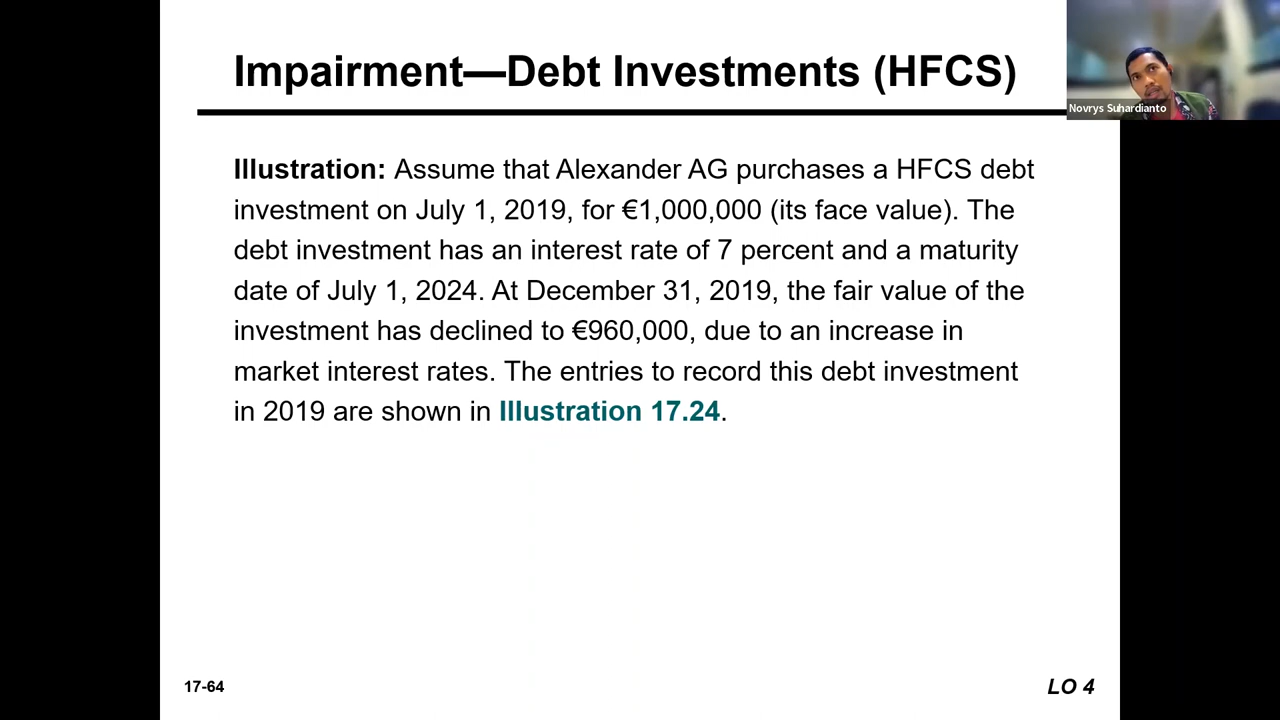 Impairment—Debt Investments (HFCS)
Novrys Suhardianto
Illustration: Assume that Alexander AG purchases a HFCS debt
investment on July 1, 2019, for €1,000,000 (its face value). The
debt investment has an interest rate of 7 percent and a maturity
date of July 1, 2024. At December 31, 2019, the fair value of the
investment has declined to €960,000, due to an increase in
market interest rates. The entries to record this debt investment
in 2019 are shown in Illustration 17.24.
17-64
LO 4